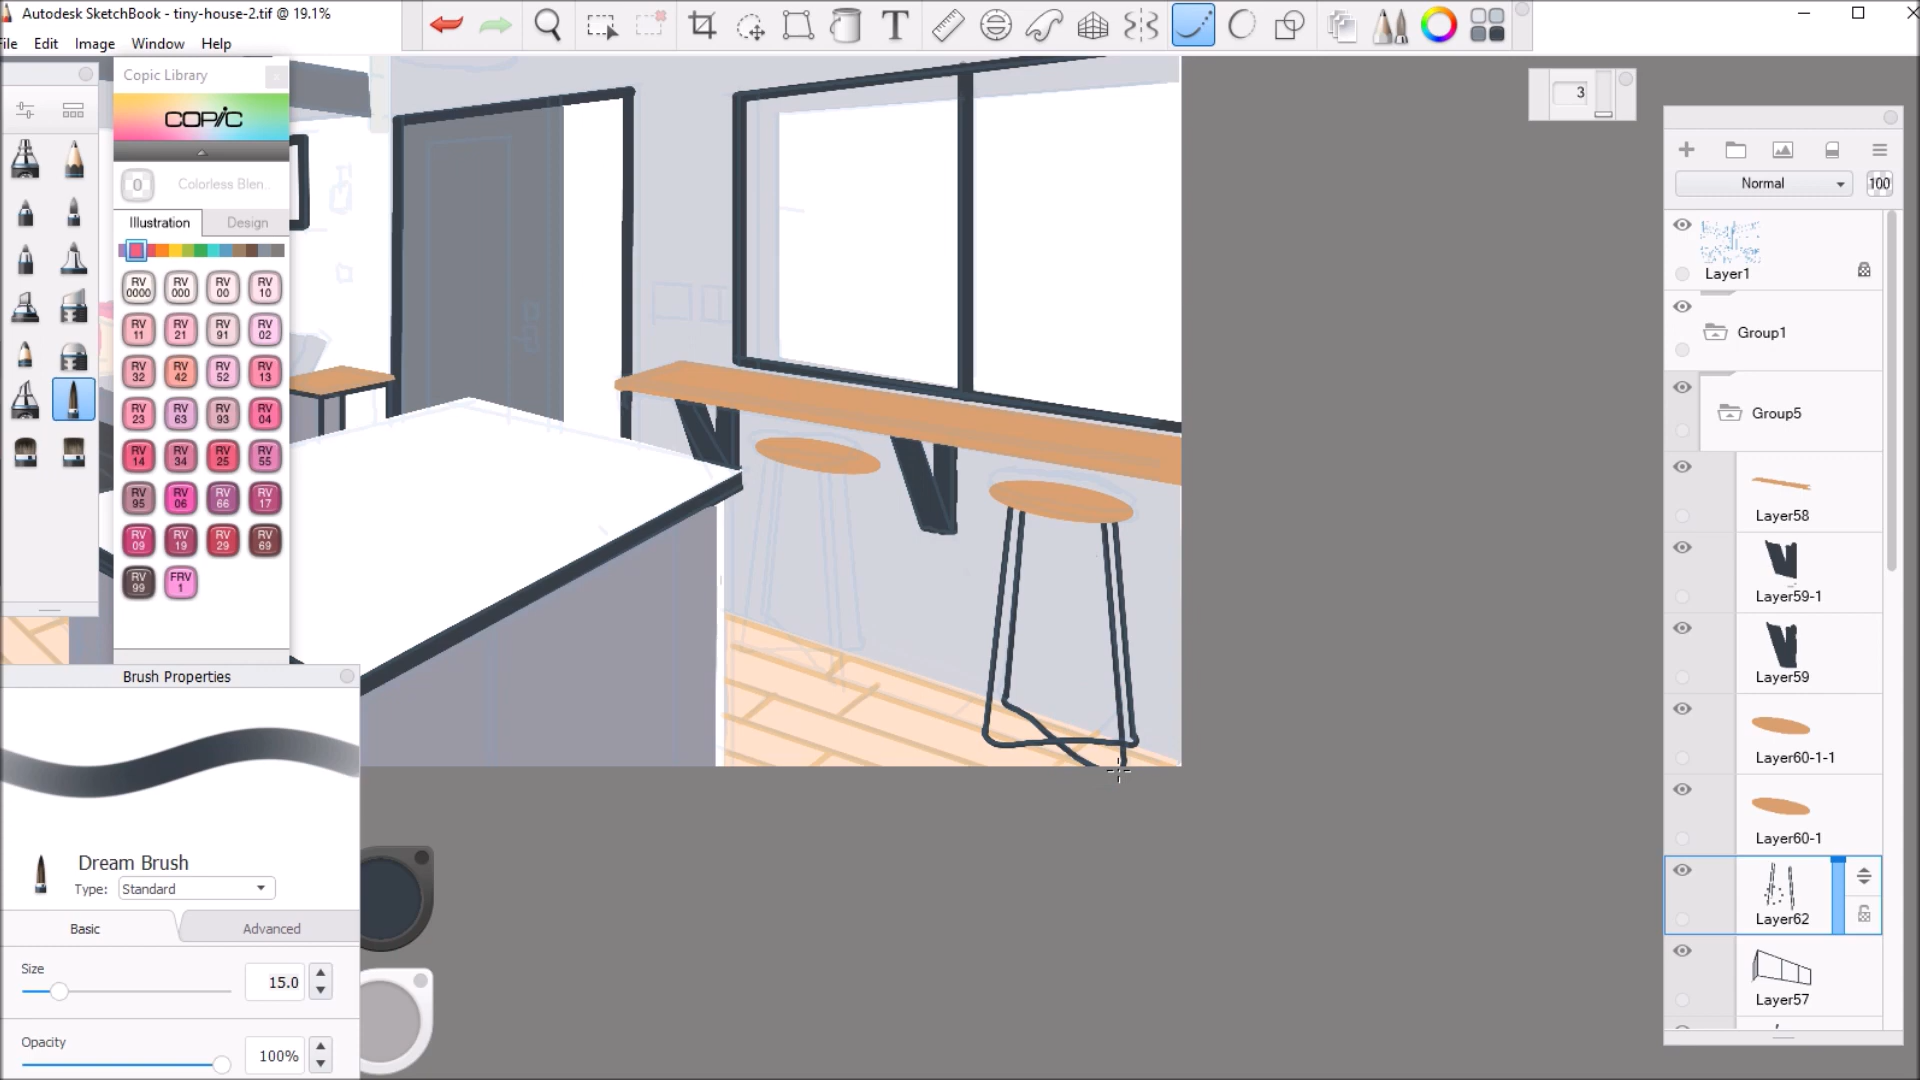 Autodesk SketchBook - tiny-house-2.tif @ 19.1%
File Edit Image Window Help
T
3
Copic Library
x
COPIC
0 Colorless Blen..
Illustration Design
RV 0000 RV 000 RV 00 RV 10
RV 11 RV 21 RV 91 RV 02
RV 32 RV 42 RV 52 RV 13
RV 23 RV 63 RV 93 RV 04
RV 14 RV 34 RV 25 RV 55
RV 95 RV 06 RV 66 RV 17
RV 09 RV 19 RV 29 RV 69
RV 99 FRV 1
Brush Properties
Dream Brush
Type: Standard
Basic Advanced
Size
15.0
Opacity
100%
Normal 100
Layer1
Group1
Group5
Layer58
Layer59-1
Layer59
Layer60-1-1
Layer60-1
Layer62
Layer57